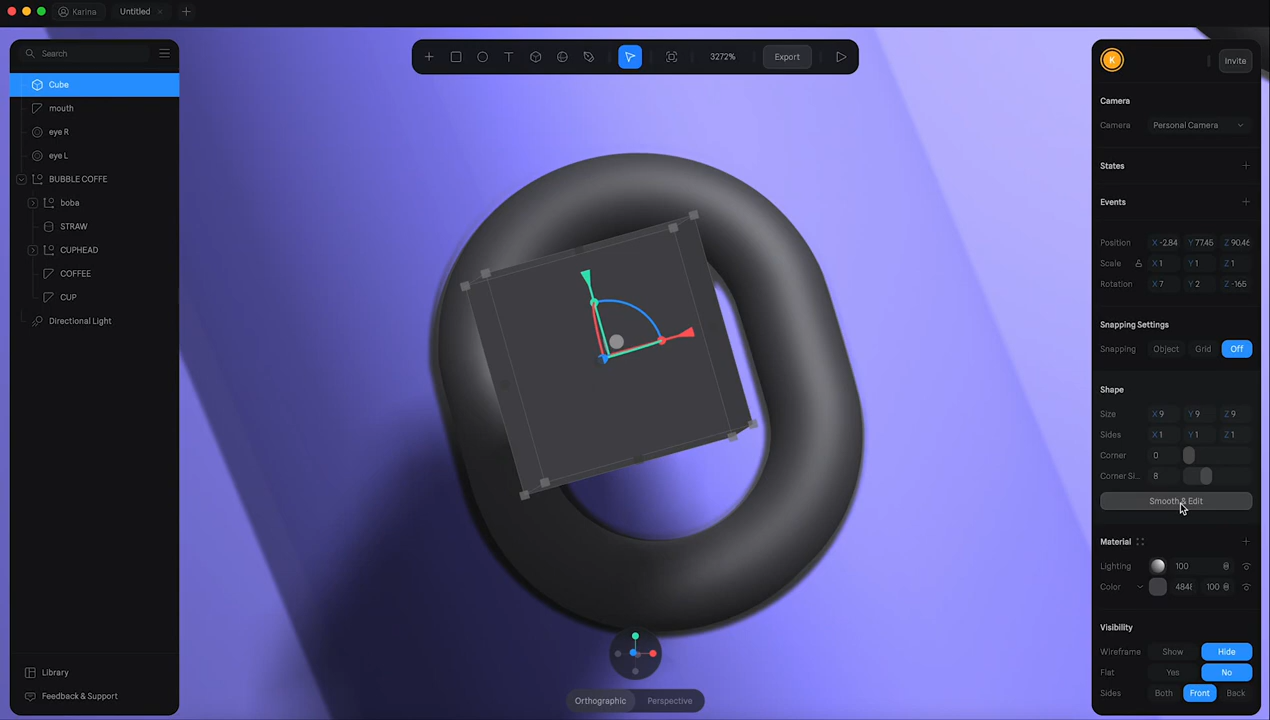 Karina
Untitled
Search
Cube
mouth
eye R
eye L
BUBBLE COFFE
boba
STRAW
CUPHEAD
COFFEE
CUP
Directional Light
Library
Feedback & Support
3272%
Export
Orthographic
Perspective
K
Invite
Camera
Camera Personal Camera
States
Events
Position X -2.84 Y 77.45 Z 90.46
Scale X 1 Y 1 Z 1
Rotation X 7 Y 2 Z -165
Snapping Settings
Snapping Object Grid Off
Shape
Size X 9 Y 9 Z 9
Sides X 1 Y 1 Z 1
Corner 0
Corner Si... 8
Smooth & Edit
Material
Lighting 100
Color 4848 100
Visibility
Wireframe Show Hide
Flat Yes No
Sides Both Front Back